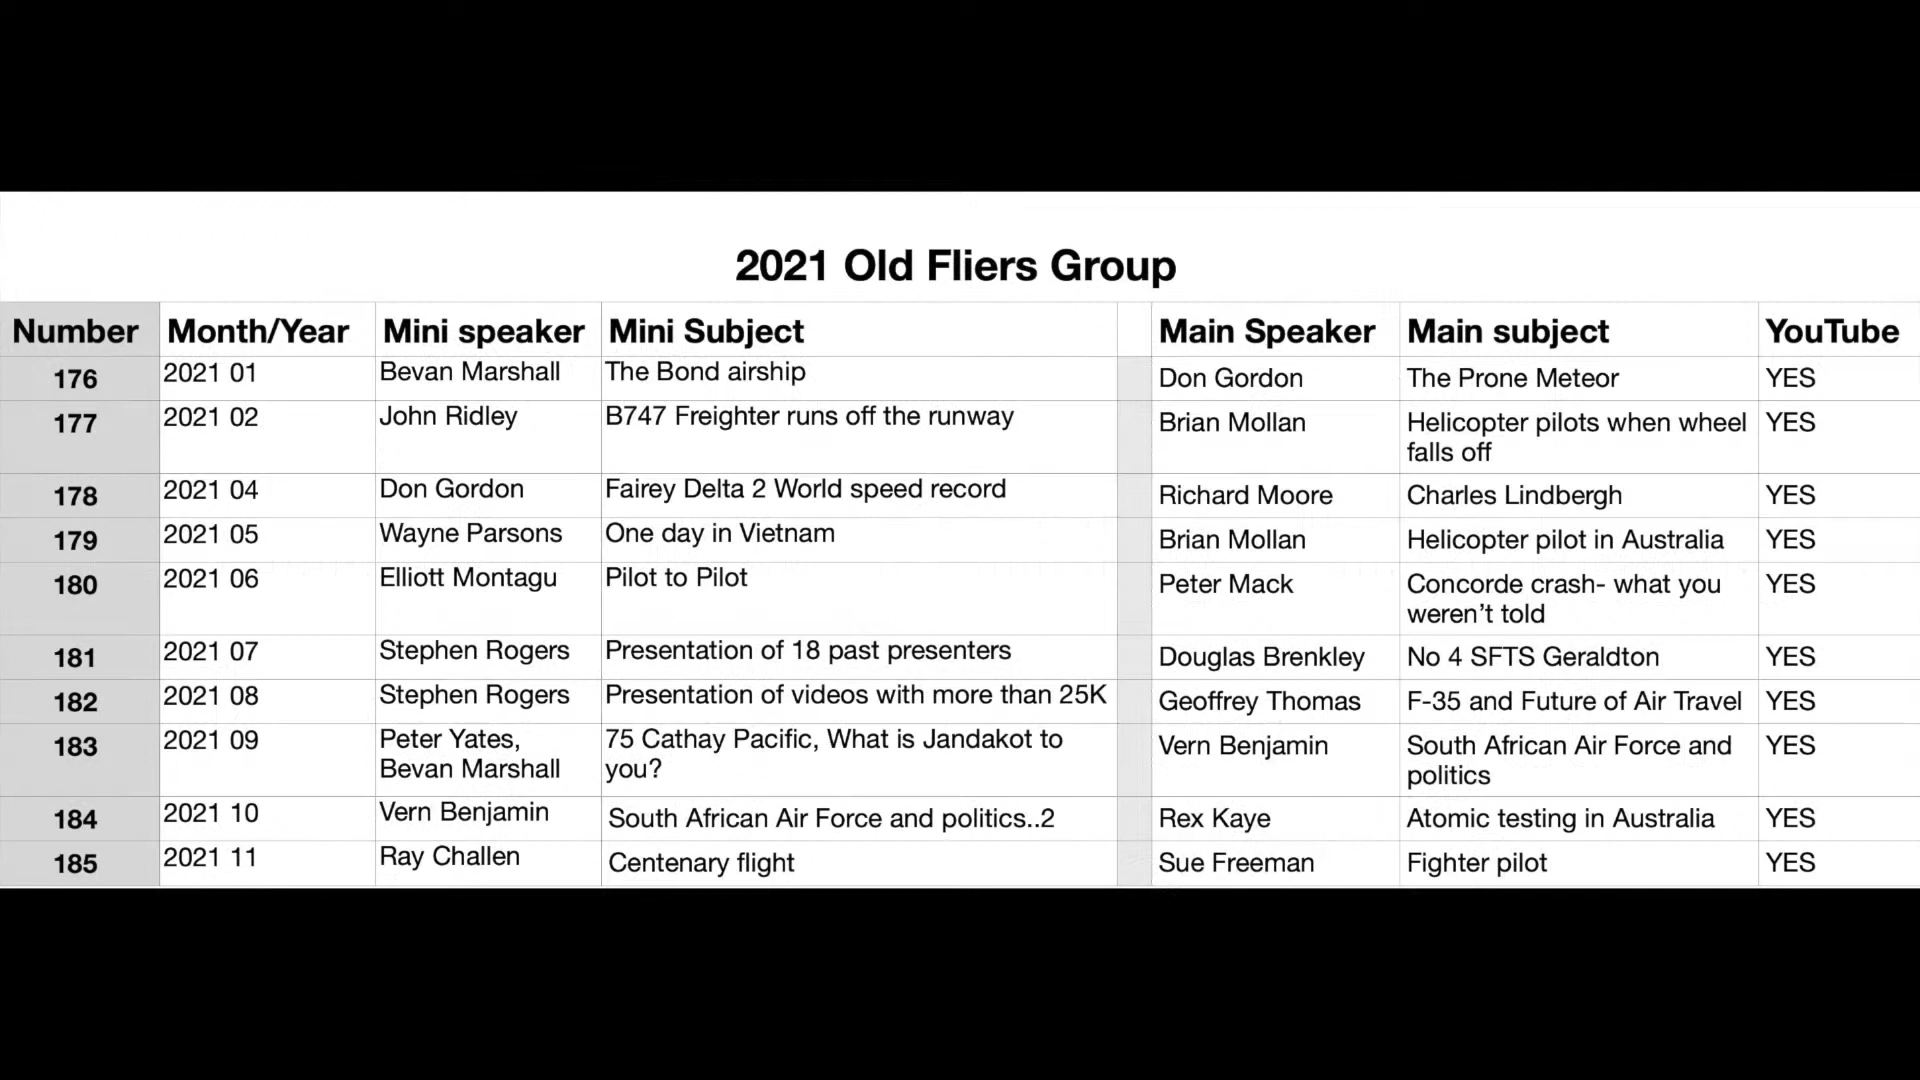 2021 Old Fliers Group
Number Month/Year Mini speaker Mini Subject Main Speaker Main subject YouTube
176 2021 01 Bevan Marshall The Bond airship Don Gordon The Prone Meteor YES
177 2021 02 John Ridley B747 Freighter runs off the runway Brian Mollan Helicopter pilots when wheel YES
falls off
178 2021 04 Don Gordon Fairey Delta 2 World speed record Richard Moore Charles Lindbergh YES
179 2021 05 Wayne Parsons One day in Vietnam Brian Mollan Helicopter pilot in Australia YES
180 2021 06 Elliott Montagu Pilot to Pilot Peter Mack Concorde crash- what you YES
weren’t told
181 2021 07 Stephen Rogers Presentation of 18 past presenters Douglas Brenkley No 4 SFTS Geraldton YES
182 2021 08 Stephen Rogers Presentation of videos with more than 25K Geoffrey Thomas F-35 and Future of Air Travel YES
183 2021 09 Peter Yates, 75 Cathay Pacific, What is Jandakot to Vern Benjamin South African Air Force and YES
Bevan Marshall you? politics
184 2021 10 Vern Benjamin South African Air Force and politics..2 Rex Kaye Atomic testing in Australia YES
185 2021 11 Ray Challen Centenary flight Sue Freeman Fighter pilot YES